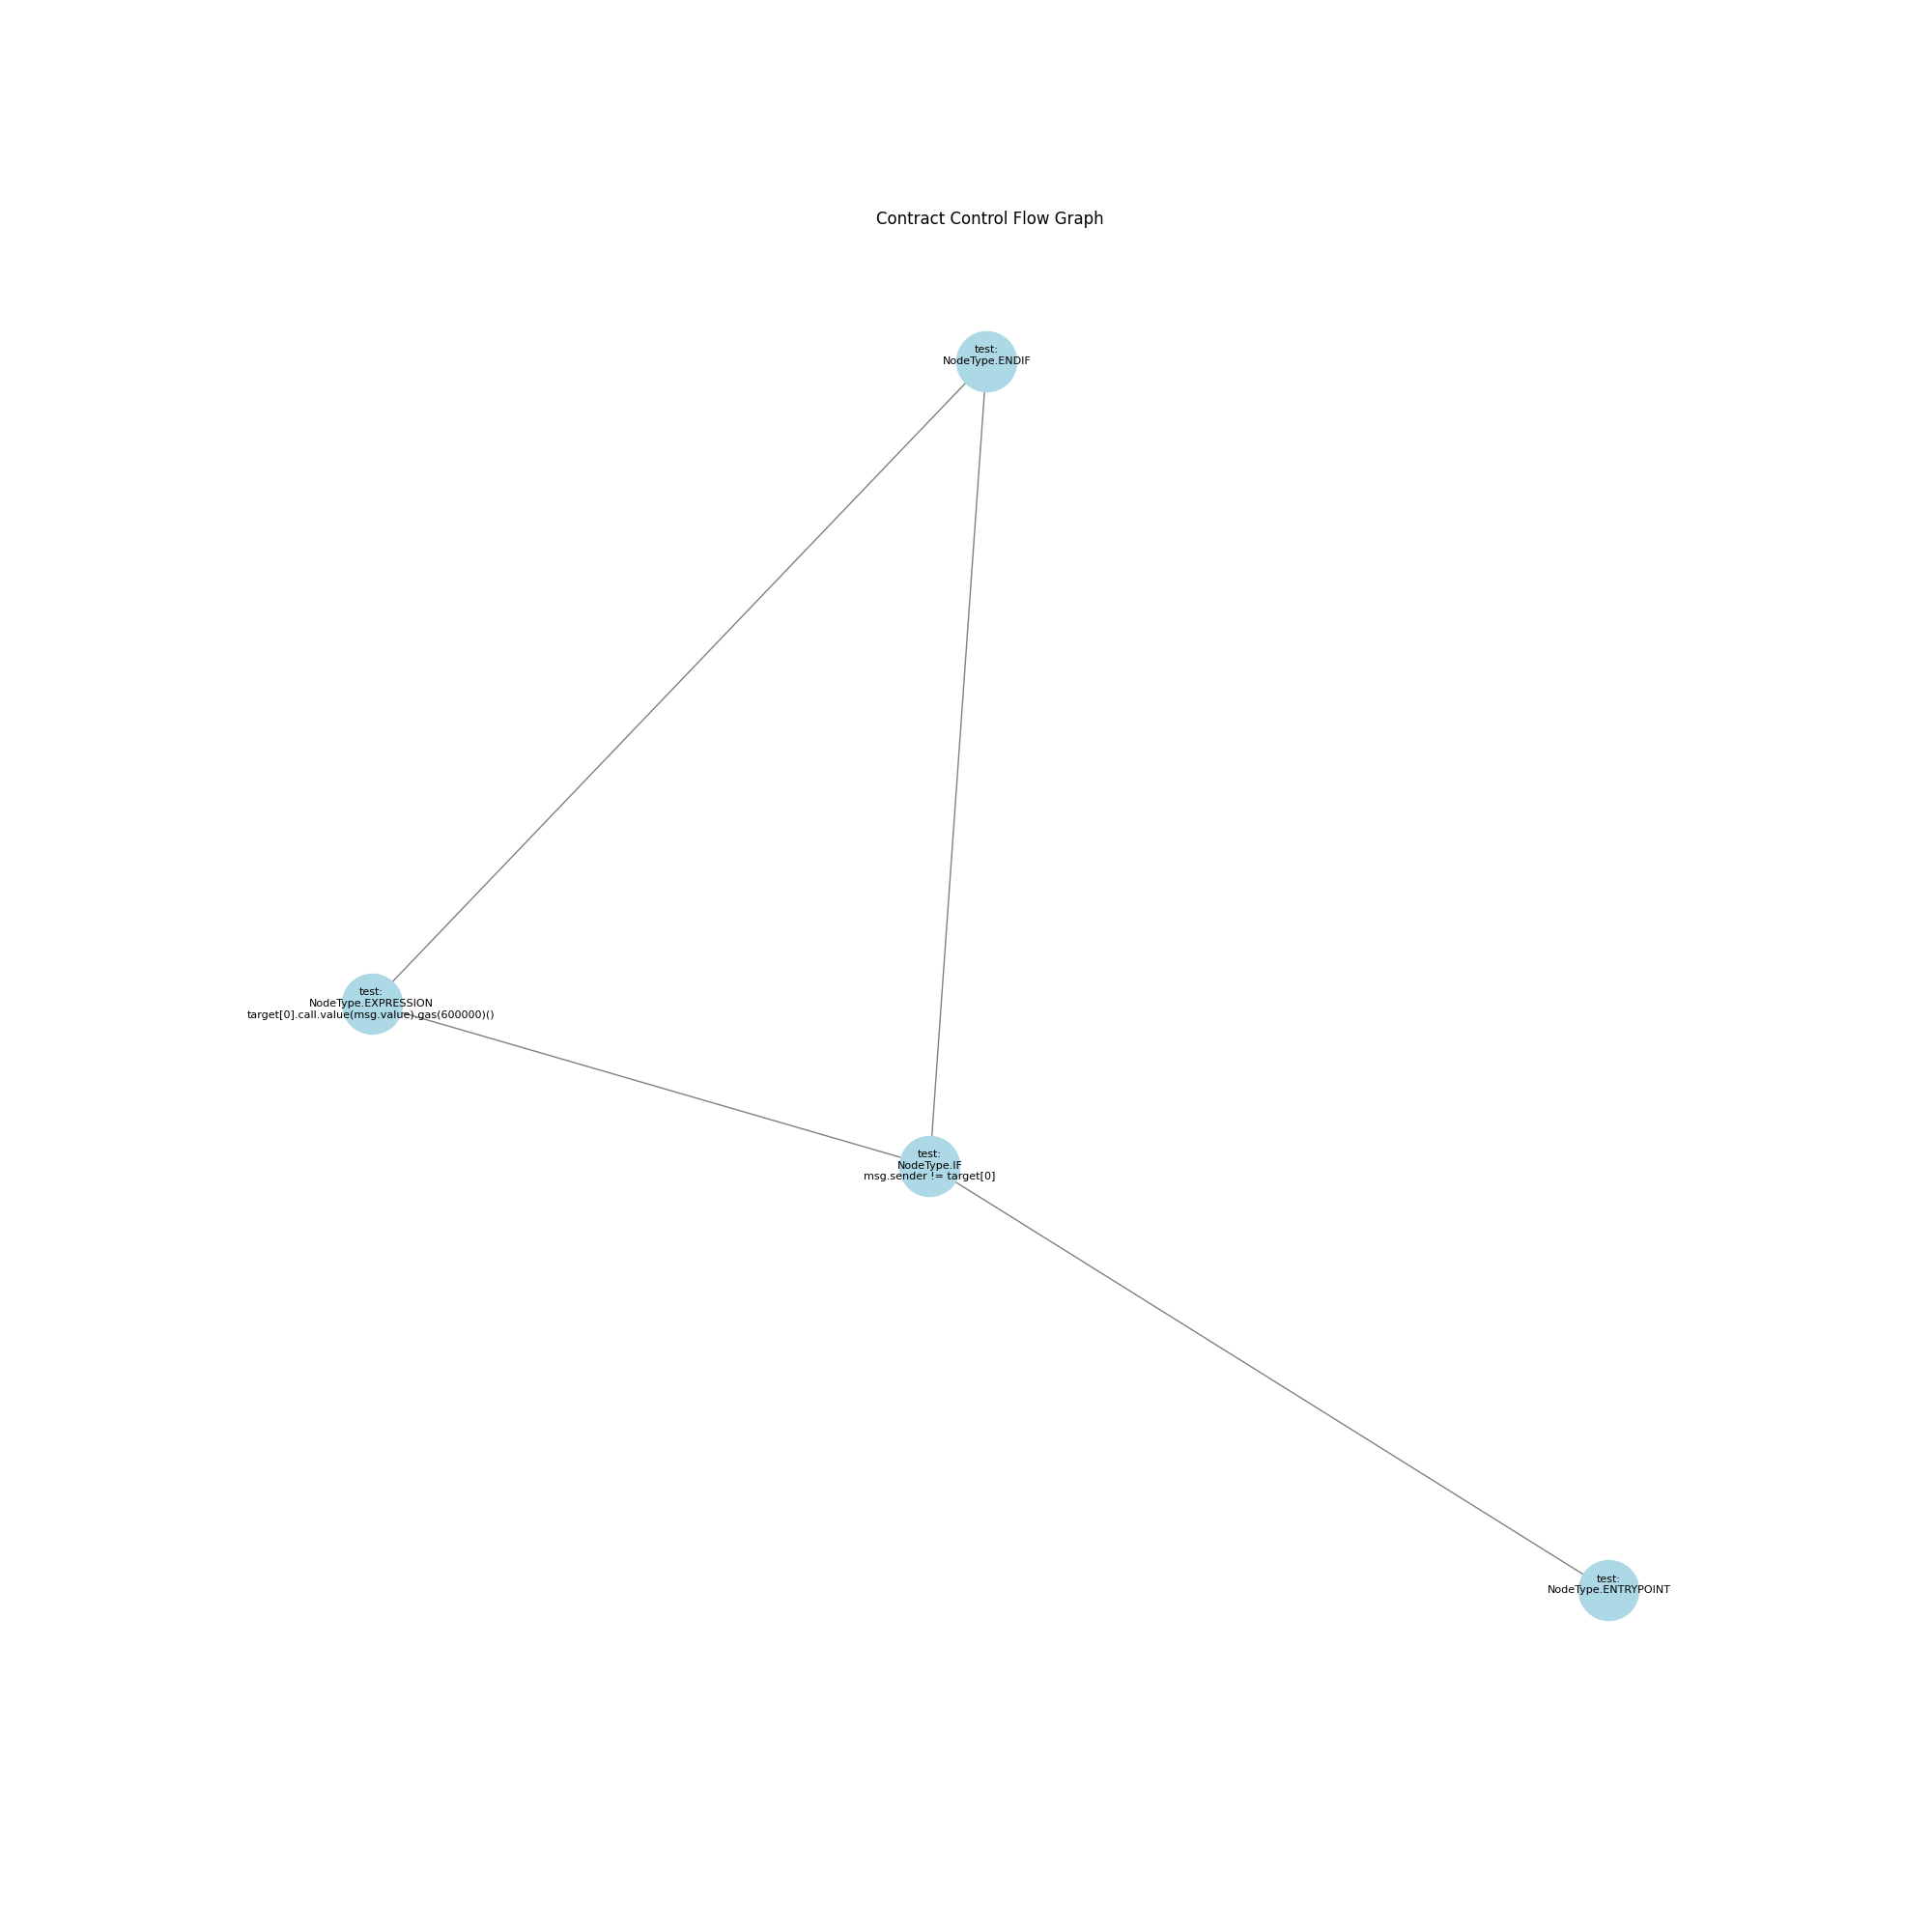 Contract Control Flow Graph
test:
NodeType.ENDIF
test:
NodeType.EXPRESSION
target[0].call.value(msg.value).gas(600000)()
test:
NodeType.IF
msg.sender != target[0]
test:
NodeType.ENTRYPOINT